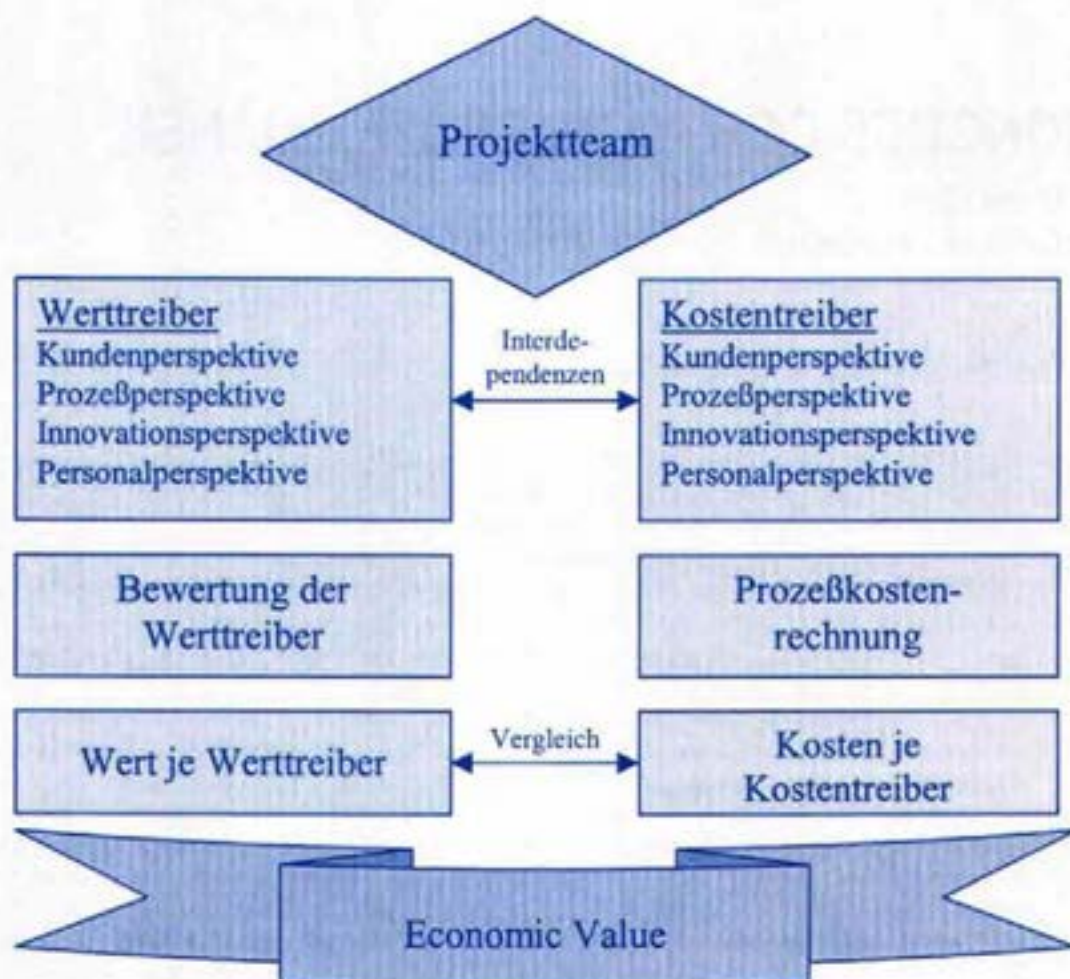 Projektteam
Werttreiber
Kundenperspektive
Prozeßperspektive
Innovationsperspektive
Personalperspektive
Interde-
pendenzen
Kostentreiber
Kundenperspektive
Prozeßperspektive
Innovationsperspektive
Personalperspektive
Bewertung der
Werttreiber
Prozeßkosten-
rechnung
Wert je Werttreiber
Vergleich
Kosten je
Kostentreiber
Economic Value